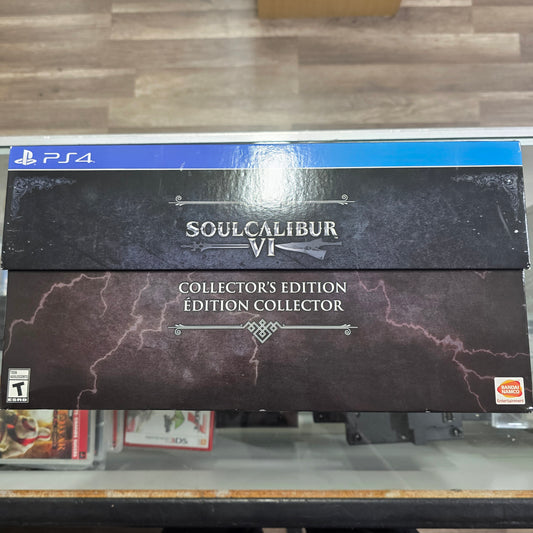 PS4
SOULCALIBUR
VI
COLLECTOR'S EDITION
ÉDITION COLLECTOR
TEEN
T
ESRB
BANDAI
NAMCO
Entertainment
3DS